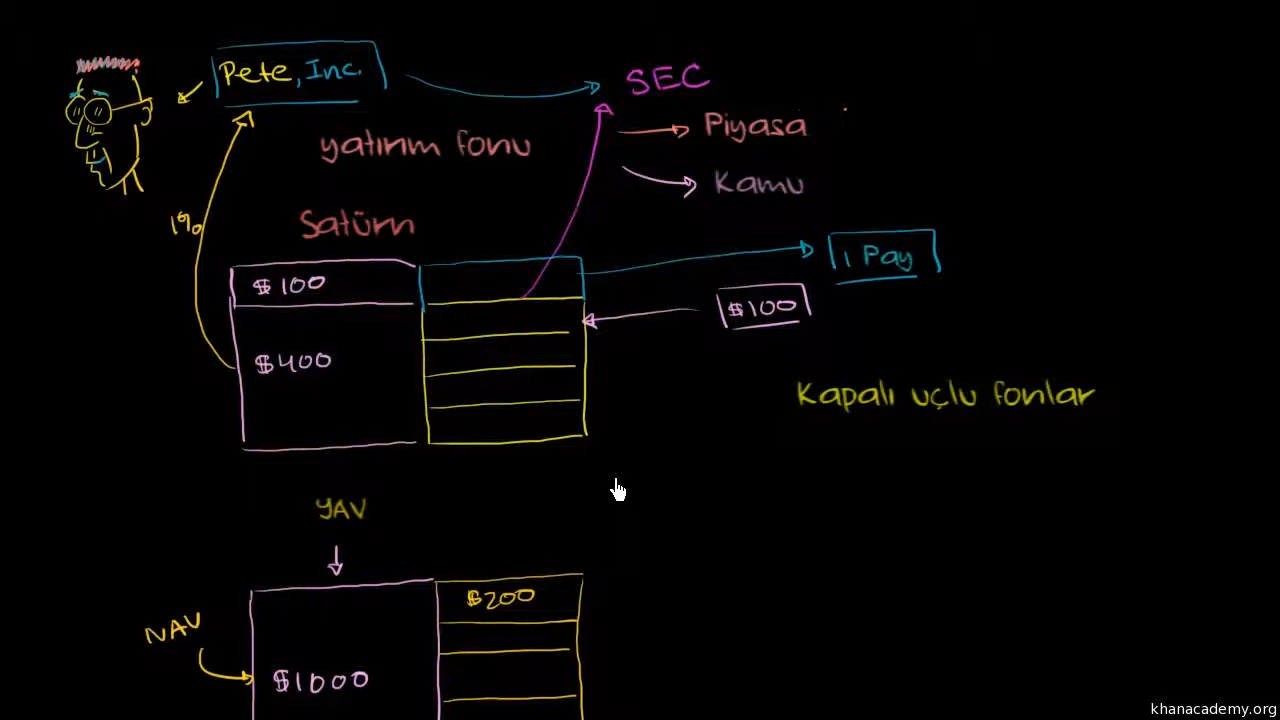 Pete, Inc.
SEC
Piyasa
yatırım fonu
Kamu
1%
Satürn
1 Pay
$100
$100
$400
Kapalı uçlu fonlar
YAV
$200
NAV
$1000
khanacademy.org